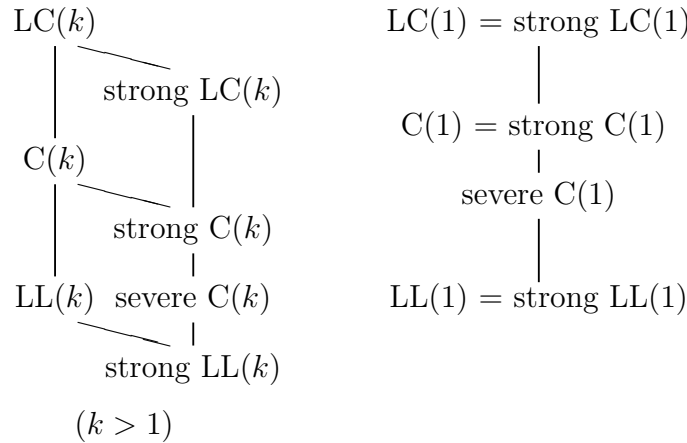 LC(k)
strong LC(k)
C(k)
strong C(k)
LL(k) severe C(k)
strong LL(k)
(k > 1)
LC(1) = strong LC(1)
C(1) = strong C(1)
severe C(1)
LL(1) = strong LL(1)